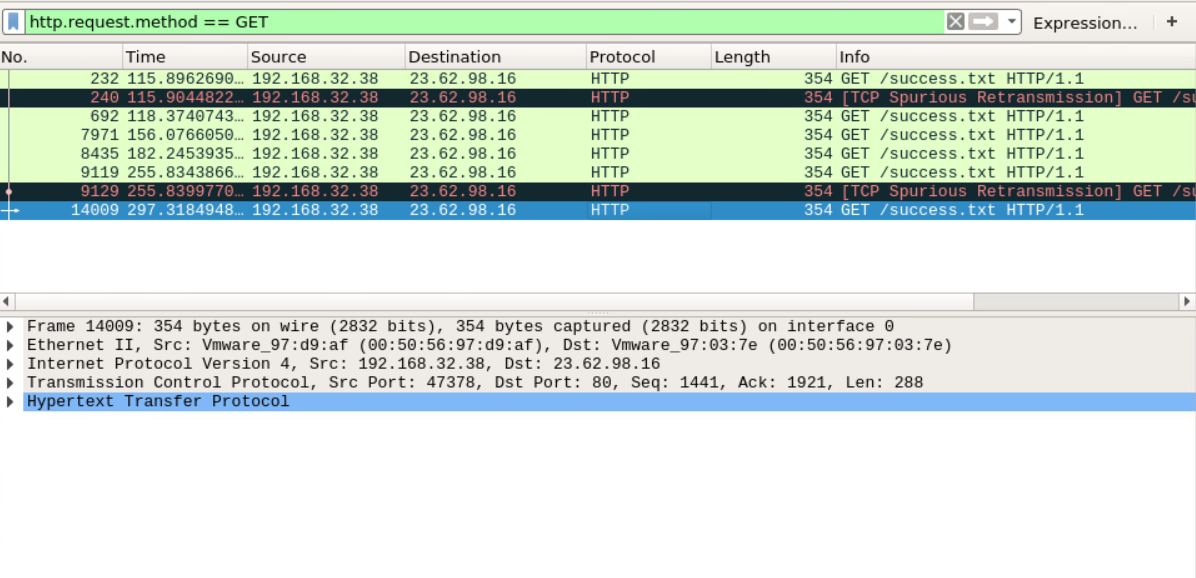 http.request.method == GET Expression… +
No. Time Source Destination Protocol Length Info
232 115.8962690… 192.168.32.38 23.62.98.16 HTTP 354 GET /success.txt HTTP/1.1
240 115.9044822… 192.168.32.38 23.62.98.16 HTTP 354 [TCP Spurious Retransmission] GET /su
692 118.3740743… 192.168.32.38 23.62.98.16 HTTP 354 GET /success.txt HTTP/1.1
7971 156.0766050… 192.168.32.38 23.62.98.16 HTTP 354 GET /success.txt HTTP/1.1
8435 182.2453935… 192.168.32.38 23.62.98.16 HTTP 354 GET /success.txt HTTP/1.1
9119 255.8343866… 192.168.32.38 23.62.98.16 HTTP 354 GET /success.txt HTTP/1.1
9129 255.8399770… 192.168.32.38 23.62.98.16 HTTP 354 [TCP Spurious Retransmission] GET /su
14009 297.3184948… 192.168.32.38 23.62.98.16 HTTP 354 GET /success.txt HTTP/1.1
Frame 14009: 354 bytes on wire (2832 bits), 354 bytes captured (2832 bits) on interface 0
Ethernet II, Src: Vmware_97:d9:af (00:50:56:97:d9:af), Dst: Vmware_97:03:7e (00:50:56:97:03:7e)
Internet Protocol Version 4, Src: 192.168.32.38, Dst: 23.62.98.16
Transmission Control Protocol, Src Port: 47378, Dst Port: 80, Seq: 1441, Ack: 1921, Len: 288
Hypertext Transfer Protocol